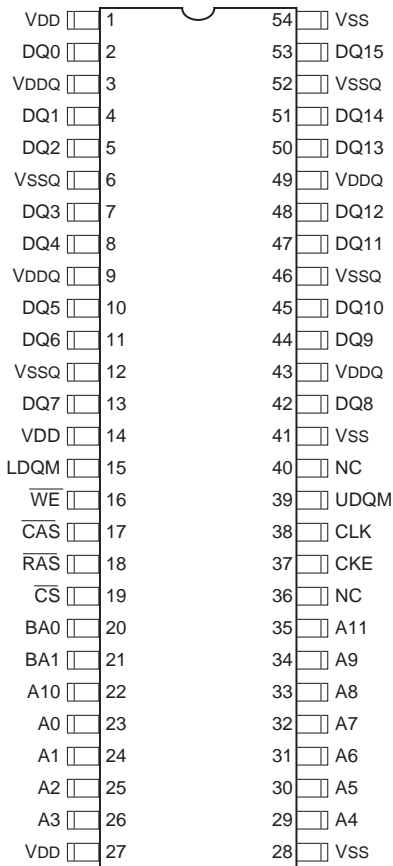 VDD 1 54 VSS
DQ0 2 53 DQ15
VDDQ 3 52 VSSQ
DQ1 4 51 DQ14
DQ2 5 50 DQ13
VSSQ 6 49 VDDQ
DQ3 7 48 DQ12
DQ4 8 47 DQ11
VDDQ 9 46 VSSQ
DQ5 10 45 DQ10
DQ6 11 44 DQ9
VSSQ 12 43 VDDQ
DQ7 13 42 DQ8
VDD 14 41 VSS
LDQM 15 40 NC
W̅E̅ 16 39 UDQM
C̅A̅S̅ 17 38 CLK
R̅A̅S̅ 18 37 CKE
C̅S̅ 19 36 NC
BA0 20 35 A11
BA1 21 34 A9
A10 22 33 A8
A0 23 32 A7
A1 24 31 A6
A2 25 30 A5
A3 26 29 A4
VDD 27 28 VSS